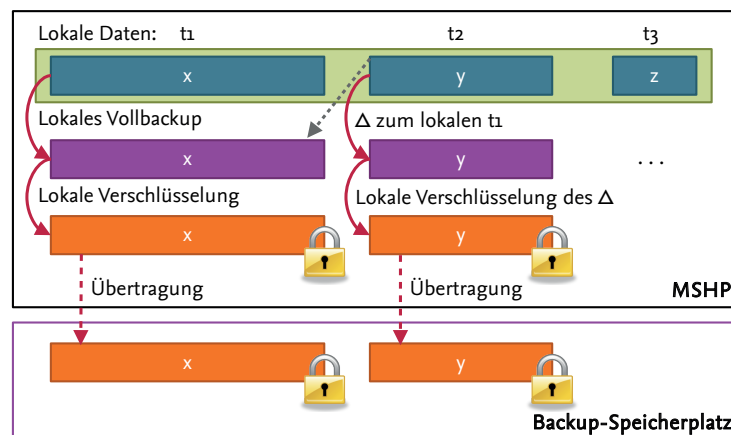 Lokale Daten: t1 t2 t3
x y z
Lokales Vollbackup Δ zum lokalen t1
x y ...
Lokale Verschlüsselung Lokale Verschlüsselung des Δ
x y
Übertragung Übertragung
MSHP
x y
Backup-Speicherplatz